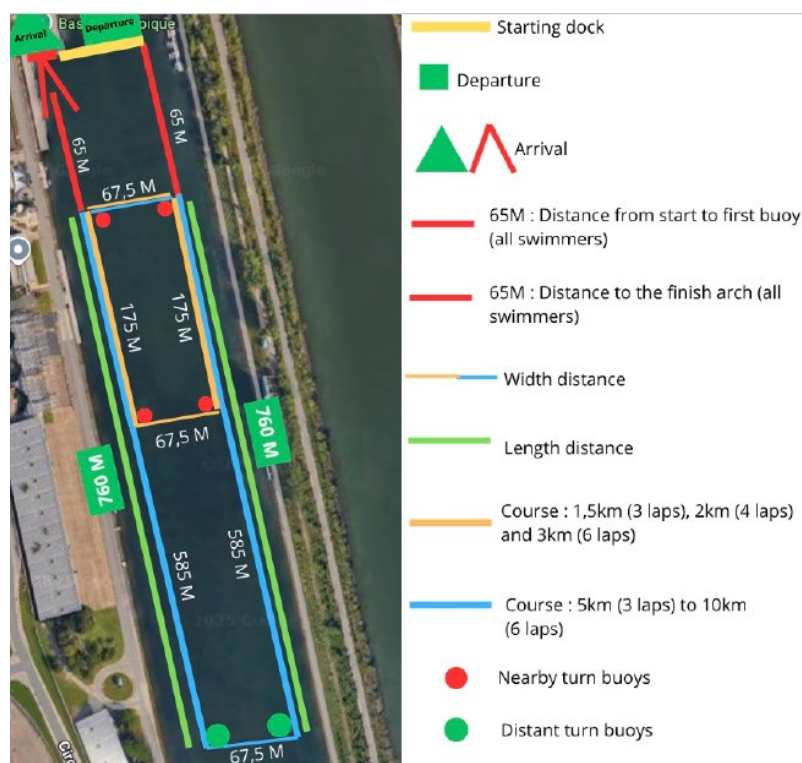 Arrival
Departure
65 M
65 M
67,5 M
175 M
175 M
67,5 M
760 M
760 M
585 M
585 M
67,5 M
Starting dock
Departure
Arrival
65M : Distance from start to first buoy
(all swimmers)
65M : Distance to the finish arch (all
swimmers)
Width distance
Length distance
Course : 1,5km (3 laps), 2km (4 laps)
and 3km (6 laps)
Course : 5km (3 laps) to 10km
(6 laps)
Nearby turn buoys
Distant turn buoys